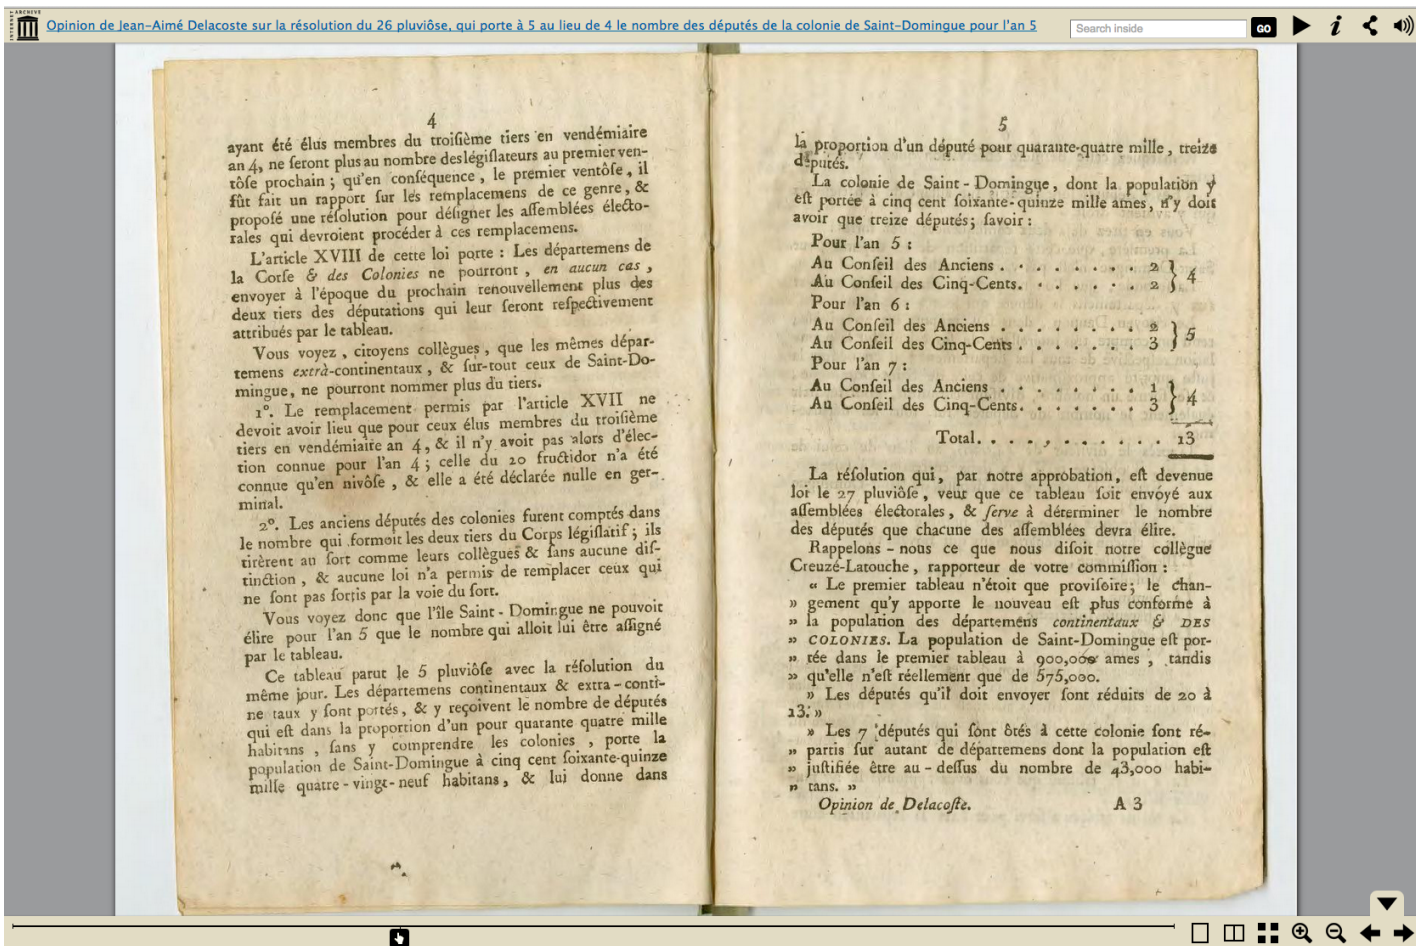 INTERNET ARCHIVE
Opinion de Jean-Aimé Delacoste sur la résolution du 26 pluviôse, qui porte à 5 au lieu de 4 le nombre des députés de la colonie de Saint-Domingue pour l'an 5
Search inside
GO
4
ayant été élus membres du troiſième tiers en vendémiaire
an 4, ne ſeront plus au nombre des légiſlateurs au premier ven-
tôſe prochain ; qu'en conſéquence, le premier ventôſe, il
fût fait un rapport ſur les remplacemens de ce genre, &
propoſé une réſolution pour déſigner les aſſemblées électo-
rales qui devroient procéder à ces remplacemens.
L'article XVIII de cette loi porte : Les départemens de
la Corſe & des Colonies ne pourront, en aucun cas,
envoyer à l'époque du prochain renouvellement plus des
deux tiers des députations qui leur ſeront reſpectivement
attribués par le tableau.
Vous voyez, citoyens collègues, que les mêmes dépar-
temens extrà-continentaux, & ſur-tout ceux de Saint-Do-
mingue, ne pourront nommer plus du tiers.
1°. Le remplacement permis par l'article XVII ne
devoit avoir lieu que pour ceux élus membres du troiſième
tiers en vendémiaire an 4, & il n'y avoit pas alors d'élec-
tion connue pour l'an 4 ; celle du 20 fructidor n'a été
connue qu'en nivôſe, & elle a été déclarée nulle en ger-
minal.
2°. Les anciens députés des colonies furent comptés dans
le nombre qui formoit les deux tiers du Corps légiſlatif ; ils
tirèrent au ſort comme leurs collègues & ſans aucune diſ-
tinction, & aucune loi n'a permis de remplacer ceux qui
ne ſont pas ſortis par la voie du ſort.
Vous voyez donc que l'île Saint-Domingue ne pouvoit
élire pour l'an 5 que le nombre qui alloit lui être aſſigné
par le tableau.
Ce tableau parut le 5 pluviôſe avec la réſolution du
même jour. Les départemens continentaux & extra-conti-
ne taux y ſont portés, & y reçoivent le nombre de députés
qui eſt dans la proportion d'un pour quarante quatre mille
habitans, ſans y comprendre les colonies, porte la
population de Saint-Domingue à cinq cent ſoixante-quinze
mille quatre-vingt-neuf habitans, & lui donne dans
5
la proportion d'un député pour quarante-quatre mille, treize
députés.
La colonie de Saint-Domingue, dont la population y
eſt portée à cinq cent ſoixante-quinze mille ames, n'y doit
avoir que treize députés; ſavoir :
Pour l'an 5 :
Au Conſeil des Anciens . . . . . . . . 2 } 4
Au Conſeil des Cinq-Cents. . . . . . . 2
Pour l'an 6 :
Au Conſeil des Anciens . . . . . . . . 2 } 5
Au Conſeil des Cinq-Cents . . . . . . . 3
Pour l'an 7 :
Au Conſeil des Anciens . . . . . . . . 1 } 4
Au Conſeil des Cinq-Cents. . . . . . . 3
Total. . . . . . . . . . . . 13
La réſolution qui, par notre approbation, eſt devenue
loi le 27 pluviôſe, veut que ce tableau ſoit envoyé aux
aſſemblées électorales, & ſerve à déterminer le nombre
des députés que chacune des aſſemblées devra élire.
Rappelons-nous ce que nous diſoit notre collègue
Creuzé-Latouche, rapporteur de votre commiſſion :
« Le premier tableau n'étoit que proviſoire; le chan-
» gement qu'y apporte le nouveau eſt plus conforme à
» la population des départemens continentaux & DES
» COLONIES. La population de Saint-Domingue eſt por-
» tée dans le premier tableau à 900,000 ames, tandis
» qu'elle n'eſt réellement que de 575,000.
» Les députés qu'il doit envoyer ſont réduits de 20 à
13. »
» Les 7 députés qui ſont ôtés à cette colonie ſont ré-
» partis ſur autant de départemens dont la population eſt
» juſtifiée être au-deſſus du nombre de 43,000 habi-
» tans. »
Opinion de Delacoſte. A 3